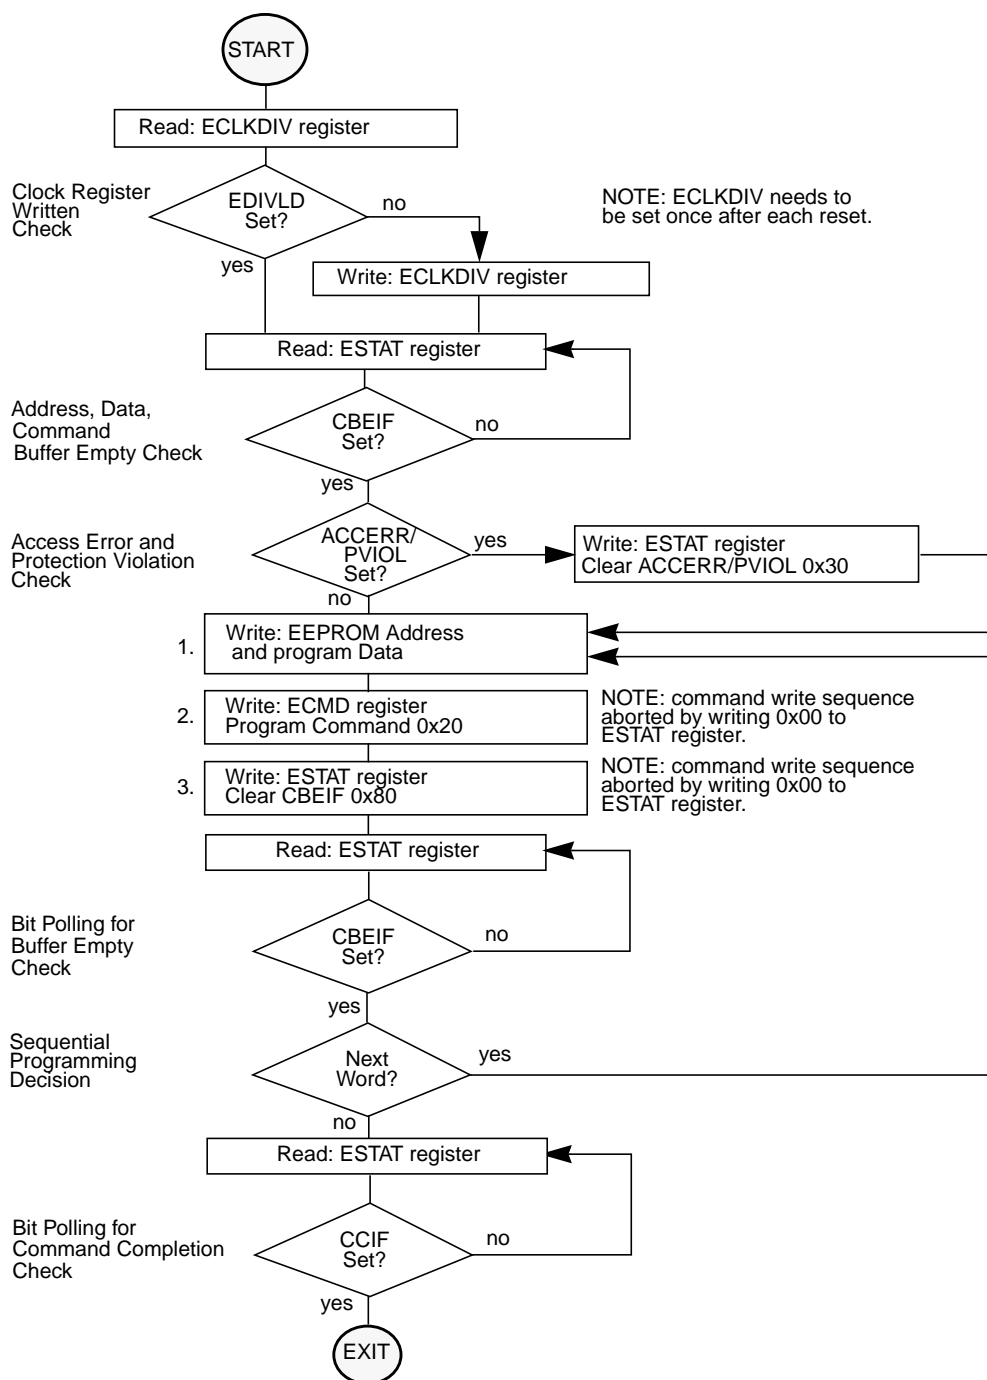 START
Read: ECLKDIV register
Clock Register
Written
Check
EDIVLD
Set?
no
yes
NOTE: ECLKDIV needs to
be set once after each reset.
Write: ECLKDIV register
Read: ESTAT register
Address, Data,
Command
Buffer Empty Check
CBEIF
Set?
no
yes
Access Error and
Protection Violation
Check
ACCERR/
PVIOL
Set?
yes
no
Write: ESTAT register
Clear ACCERR/PVIOL 0x30
1.
Write: EEPROM Address
and program Data
2.
Write: ECMD register
Program Command 0x20
NOTE: command write sequence
aborted by writing 0x00 to
ESTAT register.
3.
Write: ESTAT register
Clear CBEIF 0x80
NOTE: command write sequence
aborted by writing 0x00 to
ESTAT register.
Read: ESTAT register
Bit Polling for
Buffer Empty
Check
CBEIF
Set?
no
yes
Sequential
Programming
Decision
Next
Word?
yes
no
Read: ESTAT register
Bit Polling for
Command Completion
Check
CCIF
Set?
no
yes
EXIT